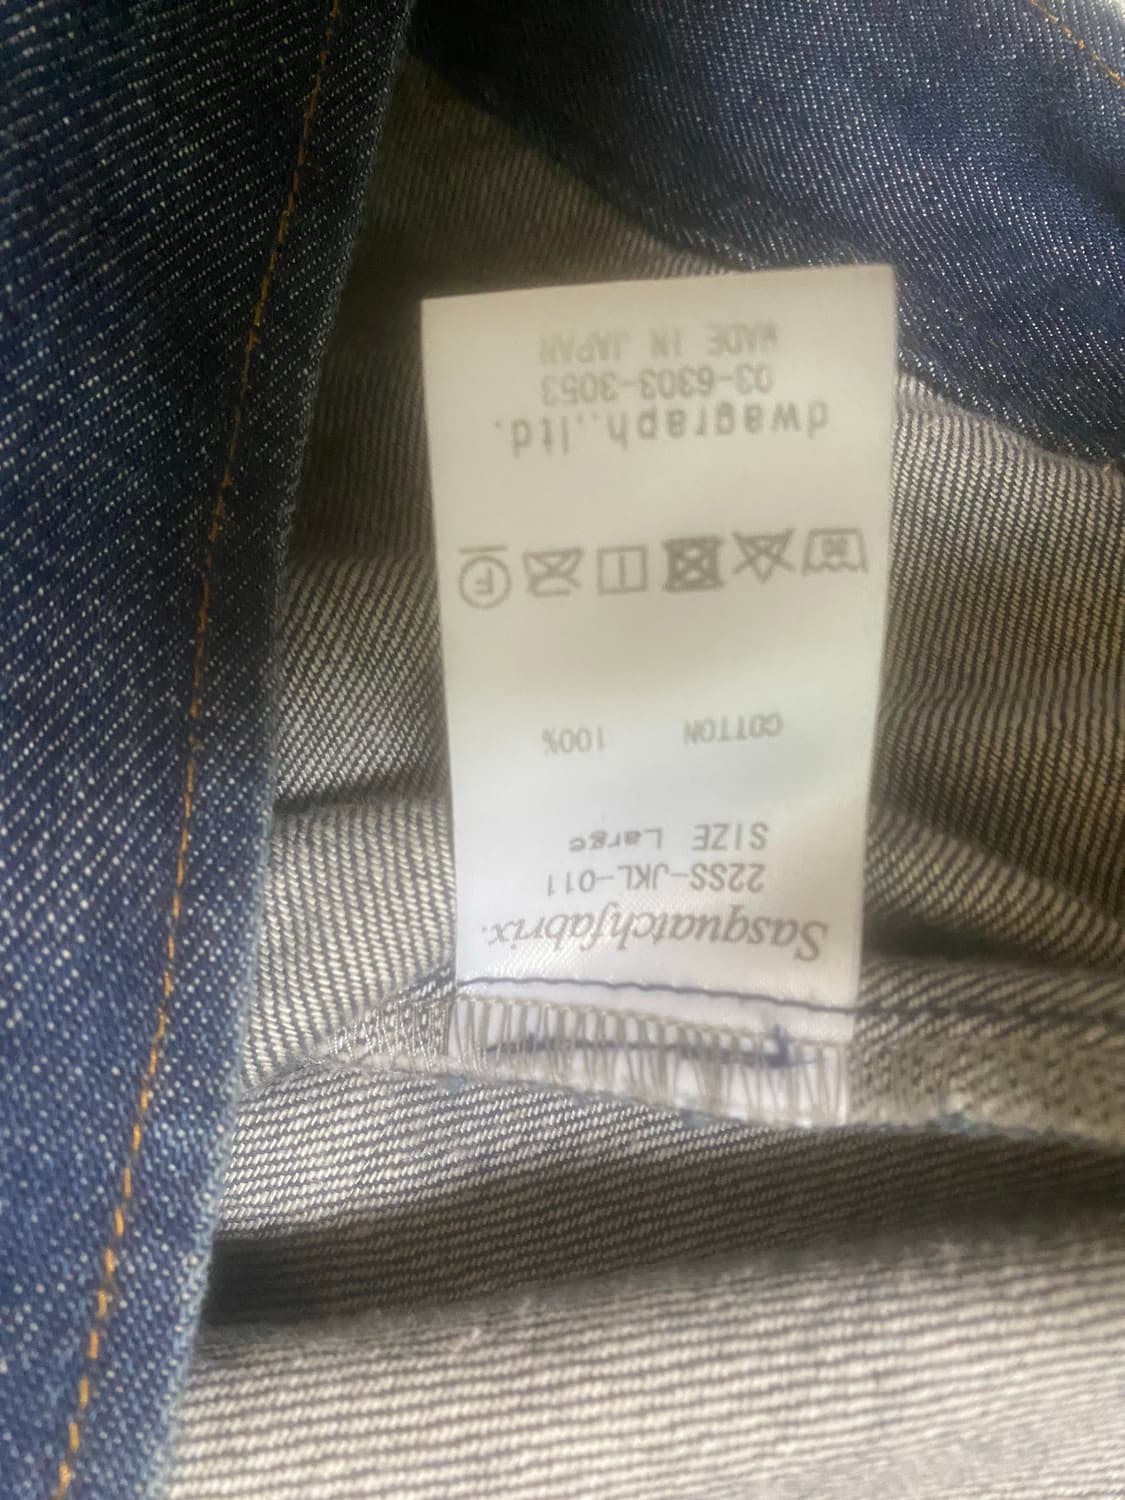 Sasquatchfabrix.
22SS-JKL-011
SIZE Large
COTTON 100%
dwagraph.ltd.
03-6303-3053
MADE IN JAPAN